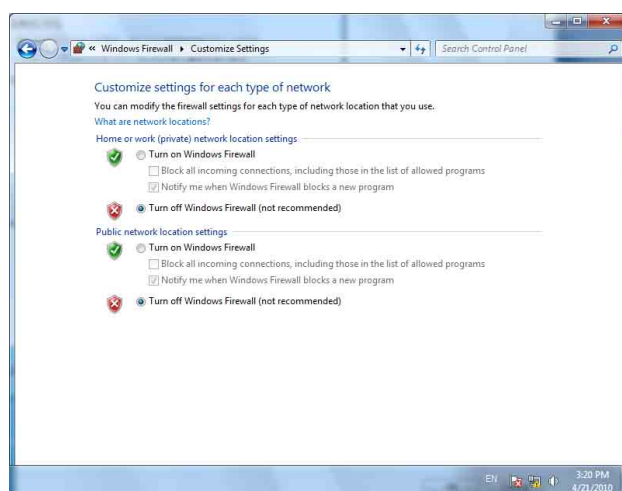 « Windows Firewall ▸ Customize Settings
Search Control Panel
Customize settings for each type of network
You can modify the firewall settings for each type of network location that you use.
What are network locations?
Home or work (private) network location settings
Turn on Windows Firewall
Block all incoming connections, including those in the list of allowed programs
Notify me when Windows Firewall blocks a new program
Turn off Windows Firewall (not recommended)
Public network location settings
Turn on Windows Firewall
Block all incoming connections, including those in the list of allowed programs
Notify me when Windows Firewall blocks a new program
Turn off Windows Firewall (not recommended)
EN
3:20 PM
4/21/2010